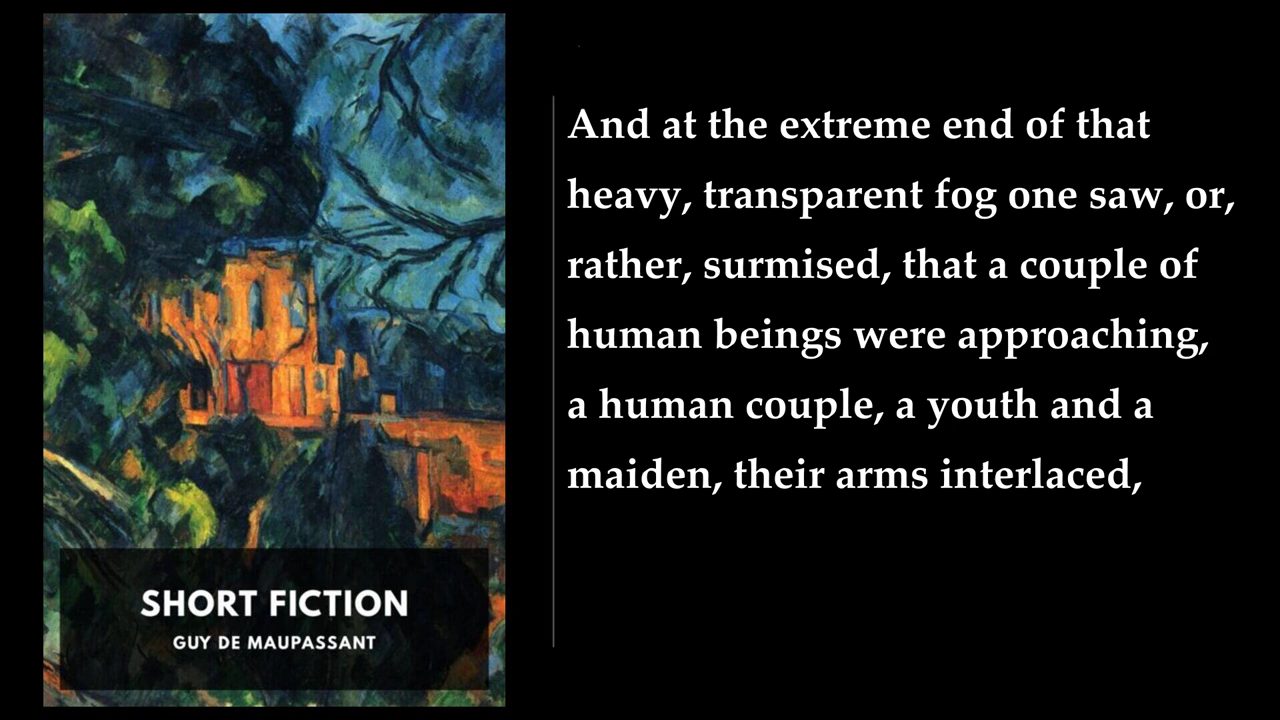 SHORT FICTION
GUY DE MAUPASSANT
And at the extreme end of that
heavy, transparent fog one saw, or,
rather, surmised, that a couple of
human beings were approaching,
a human couple, a youth and a
maiden, their arms interlaced,